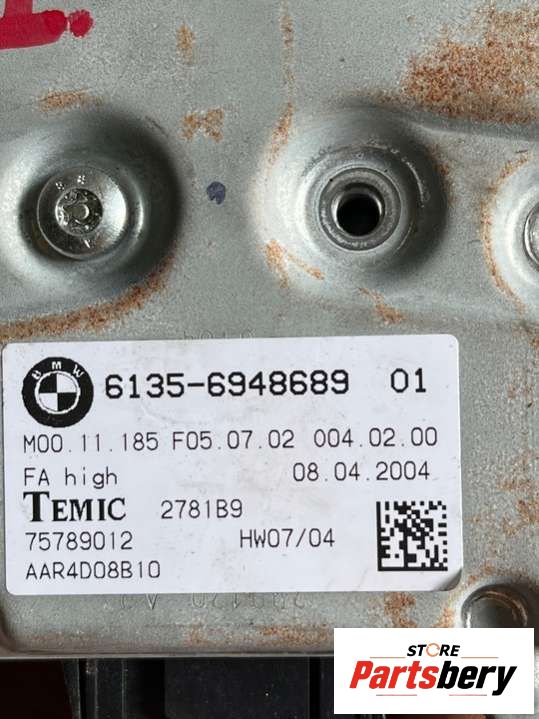 BMW
6135-6948689 01
M00.11.185 F05.07.02 004.02.00
FA high 08.04.2004
TEMIC 2781B9
75789012 HW07/04
AAR4D08B10
STORE
Partsbery